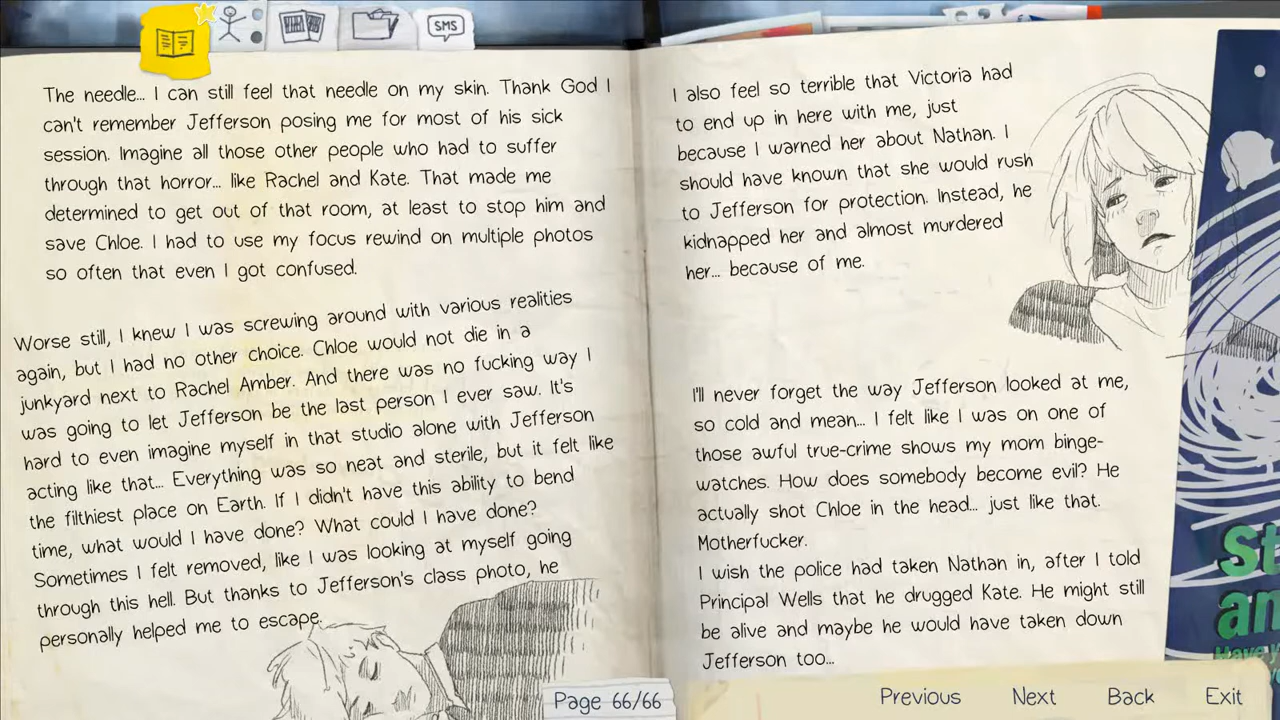 SMS
The needle... I can still feel that needle on my skin. Thank God I
can't remember Jefferson posing me for most of his sick
session. Imagine all those other people who had to suffer
through that horror... like Rachel and Kate. That made me
determined to get out of that room, at least to stop him and
save Chloe. I had to use my focus rewind on multiple photos
so often that even I got confused.
Worse still, I knew I was screwing around with various realities
again, but I had no other choice. Chloe would not die in a
junkyard next to Rachel Amber. And there was no fucking way I
was going to let Jefferson be the last person I ever saw. It's
hard to even imagine myself in that studio alone with Jefferson
acting like that... Everything was so neat and sterile, but it felt like
the filthiest place on Earth. If I didn't have this ability to bend
time, what would I have done? What could I have done?
Sometimes I felt removed, like I was looking at myself going
through this hell. But thanks to Jefferson's class photo, he
personally helped me to escape.
I also feel so terrible that Victoria had
to end up in here with me, just
because I warned her about Nathan. I
should have known that she would rush
to Jefferson for protection. Instead, he
kidnapped her and almost murdered
her... because of me.
I'll never forget the way Jefferson looked at me,
so cold and mean... I felt like I was on one of
those awful true-crime shows my mom binge-
watches. How does somebody become evil? He
actually shot Chloe in the head... just like that.
Motherfucker.
I wish the police had taken Nathan in, after I told
Principal Wells that he drugged Kate. He might still
be alive and maybe he would have taken down
Jefferson too...
St
an
Have y
Page 66/66
Previous Next Back Exit